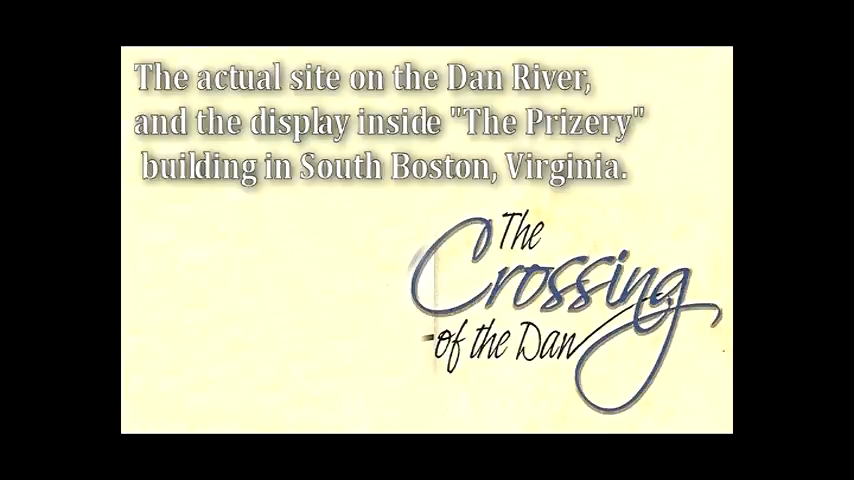 The actual site on the Dan River,
and the display inside "The Prizery"
building in South Boston, Virginia.
The
Crossing
of the Dan